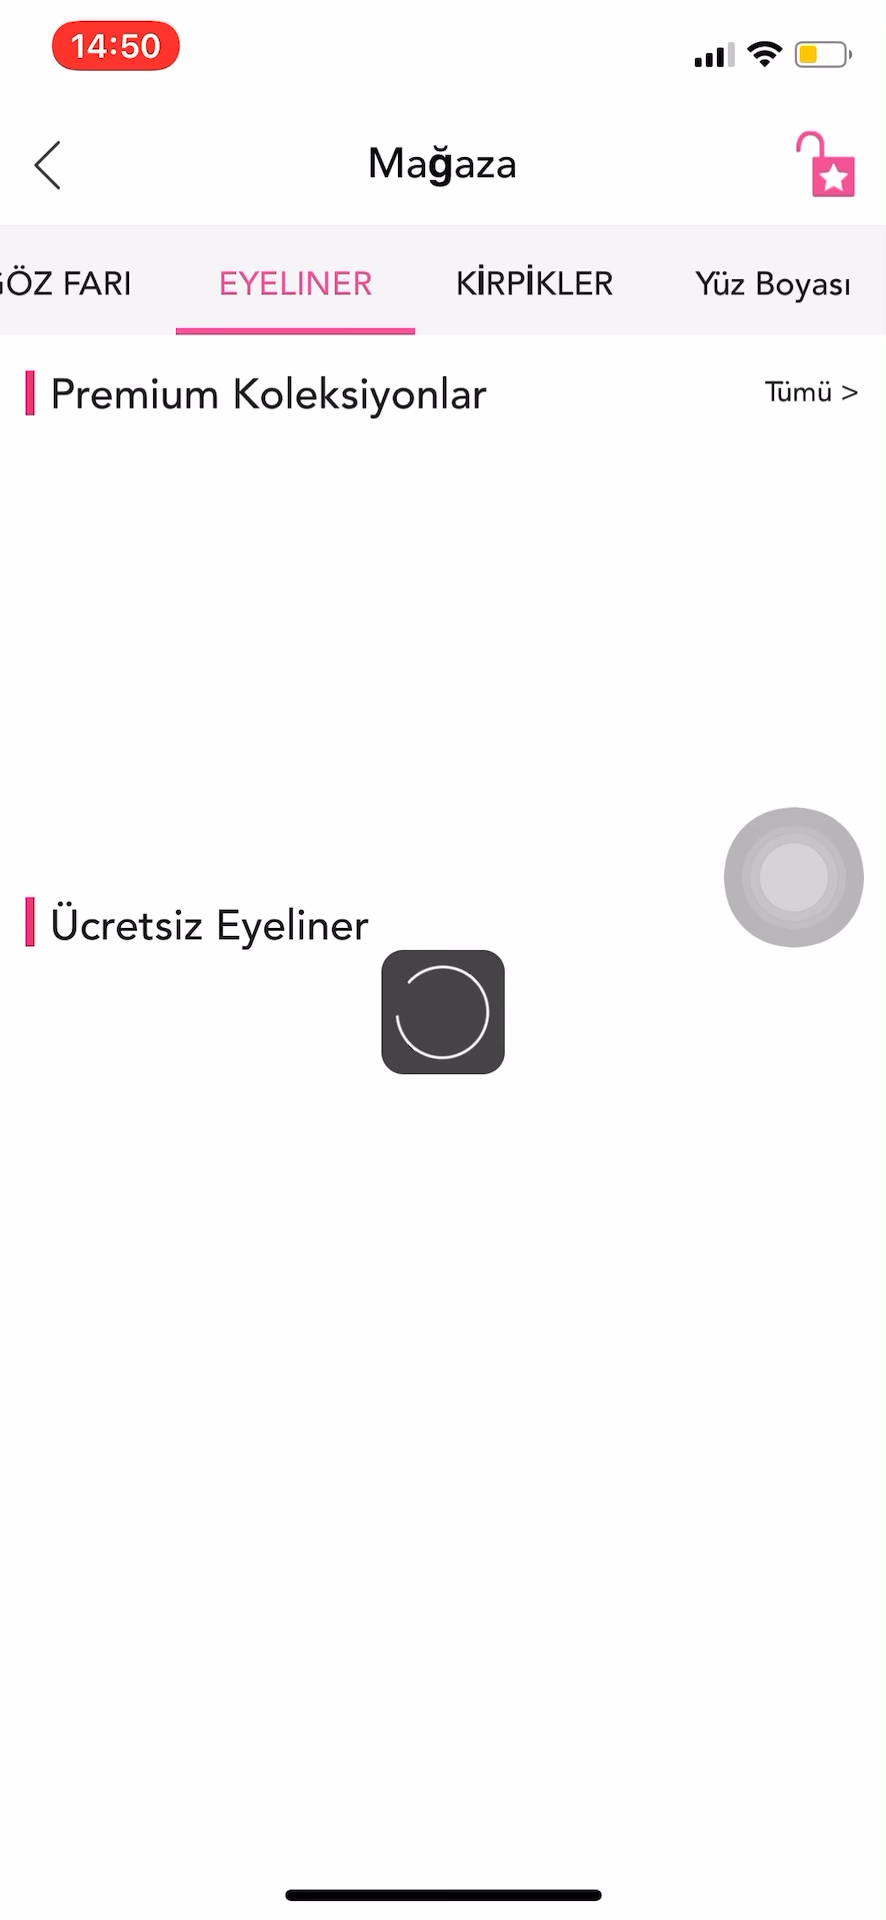 14:50
Mağaza
GÖZ FARI EYELINER KİRPİKLER Yüz Boyası
Premium Koleksiyonlar Tümü >
Ücretsiz Eyeliner